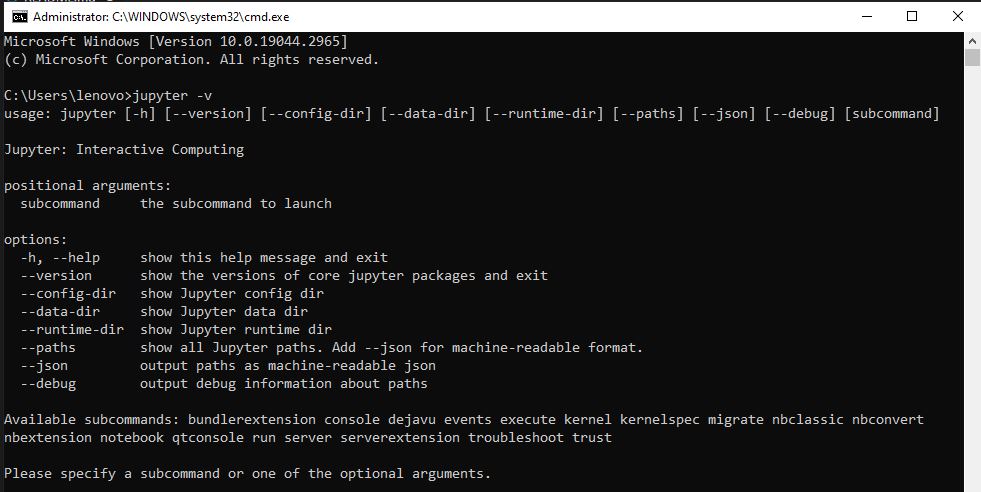 Administrator: C:\WINDOWS\system32\cmd.exe
Microsoft Windows [Version 10.0.19044.2965]
(c) Microsoft Corporation. All rights reserved.
C:\Users\lenovo>jupyter -v
usage: jupyter [-h] [--version] [--config-dir] [--data-dir] [--runtime-dir] [--paths] [--json] [--debug] [subcommand]
Jupyter: Interactive Computing
positional arguments:
  subcommand     the subcommand to launch
options:
  -h, --help     show this help message and exit
  --version      show the versions of core jupyter packages and exit
  --config-dir   show Jupyter config dir
  --data-dir     show Jupyter data dir
  --runtime-dir  show Jupyter runtime dir
  --paths        show all Jupyter paths. Add --json for machine-readable format.
  --json         output paths as machine-readable json
  --debug        output debug information about paths
Available subcommands: bundlerextension console dejavu events execute kernel kernelspec migrate nbclassic nbconvert
nbextension notebook qtconsole run server serverextension troubleshoot trust
Please specify a subcommand or one of the optional arguments.